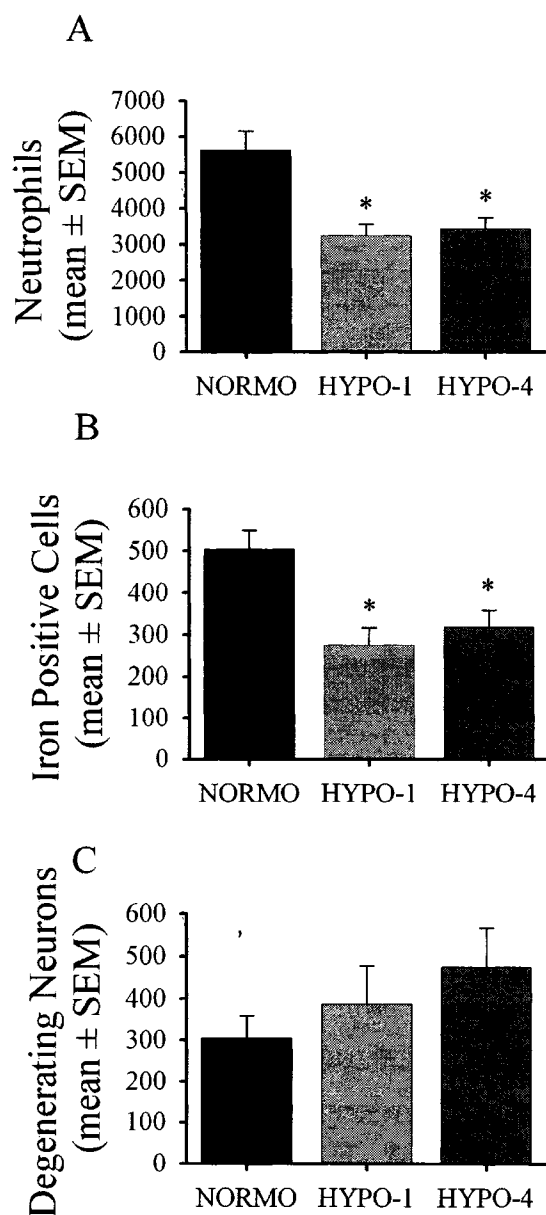 A
Neutrophils
(mean ± SEM)
7000
6000
5000
4000
3000
2000
1000
0
*
*
NORMO HYPO-1 HYPO-4
B
Iron Positive Cells
(mean ± SEM)
600
500
400
300
200
100
0
*
*
NORMO HYPO-1 HYPO-4
C
Degenerating Neurons
(mean ± SEM)
600
500
400
300
200
100
0
NORMO HYPO-1 HYPO-4